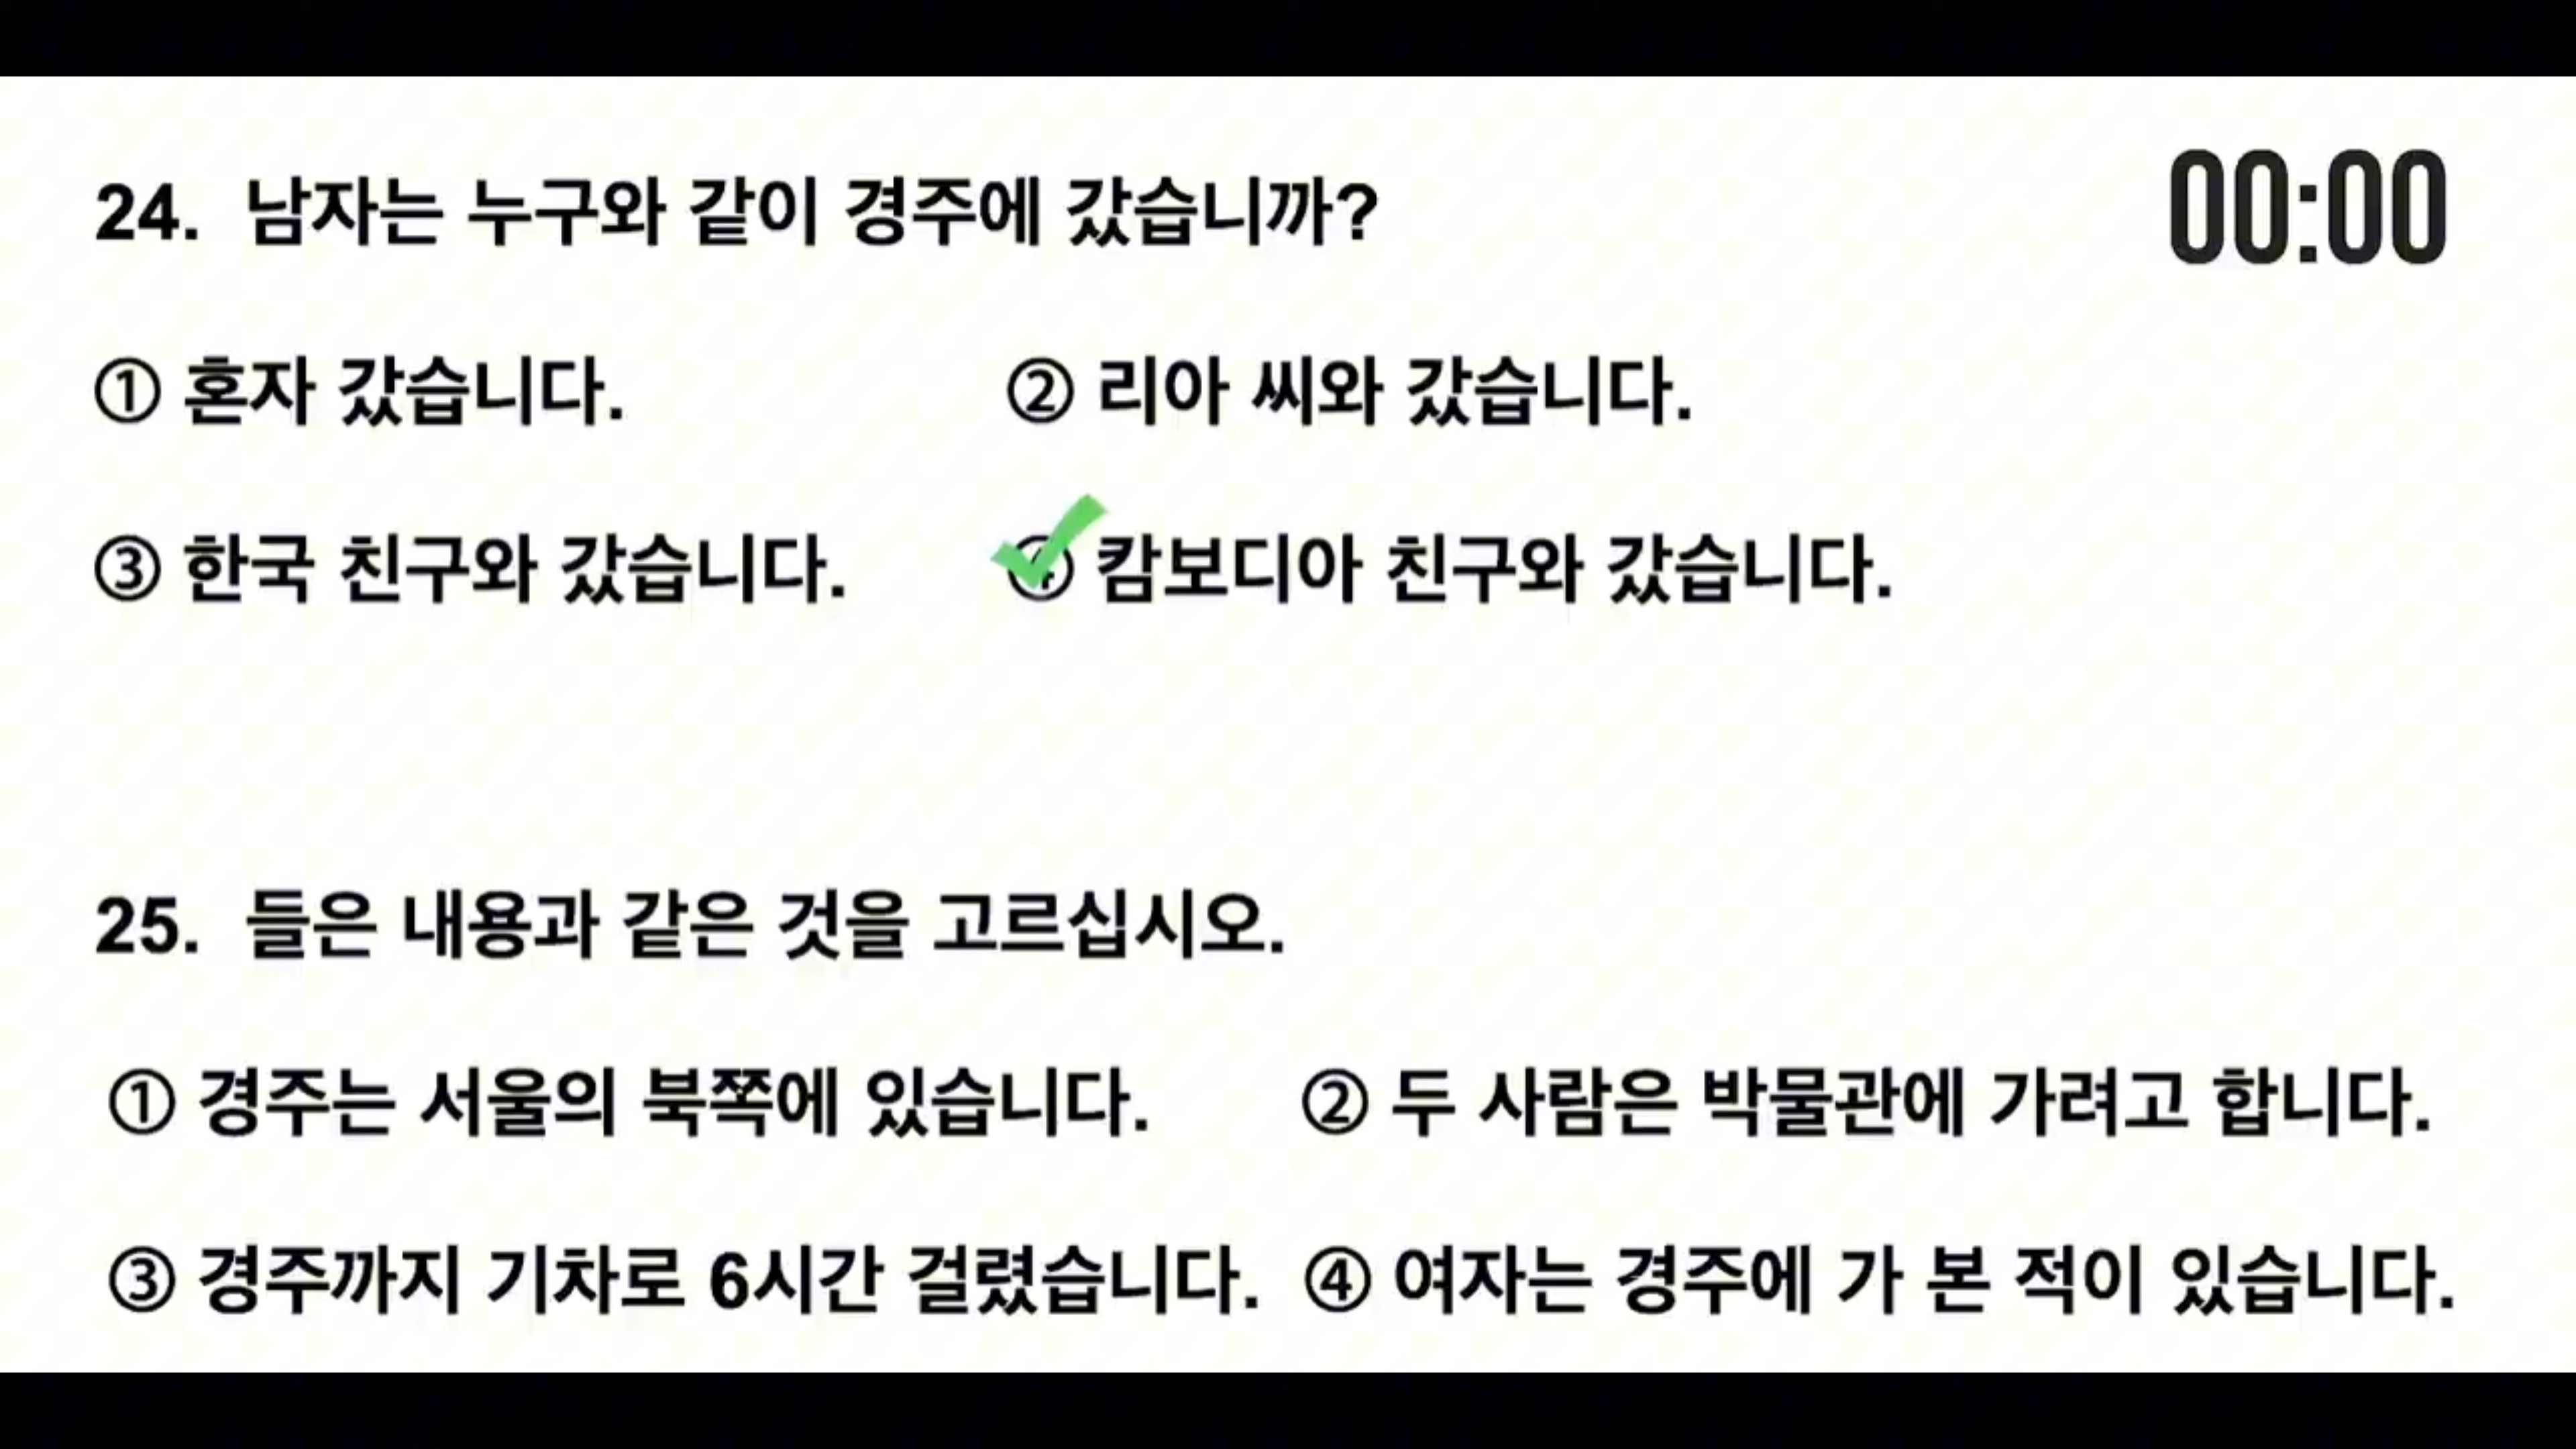 24. 남자는 누구와 같이 경주에 갔습니까?
00:00
① 혼자 갔습니다.
② 리아 씨와 갔습니다.
③ 한국 친구와 갔습니다.
④ 캄보디아 친구와 갔습니다.
25. 들은 내용과 같은 것을 고르십시오.
① 경주는 서울의 북쪽에 있습니다.
② 두 사람은 박물관에 가려고 합니다.
③ 경주까지 기차로 6시간 걸렸습니다.
④ 여자는 경주에 가 본 적이 있습니다.